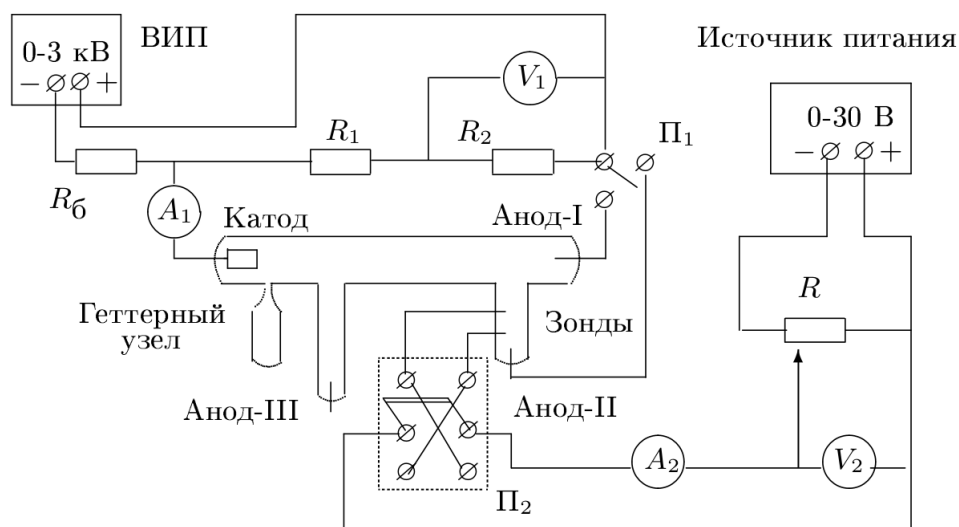 ВИП
Источник питания
0-3 кВ
− +
V₁
0-30 В
− +
R₁
R₂
П₁
Rб
A₁
Катод
Анод-I
R
Геттерный
узел
Зонды
Анод-III
Анод-II
A₂
V₂
П₂